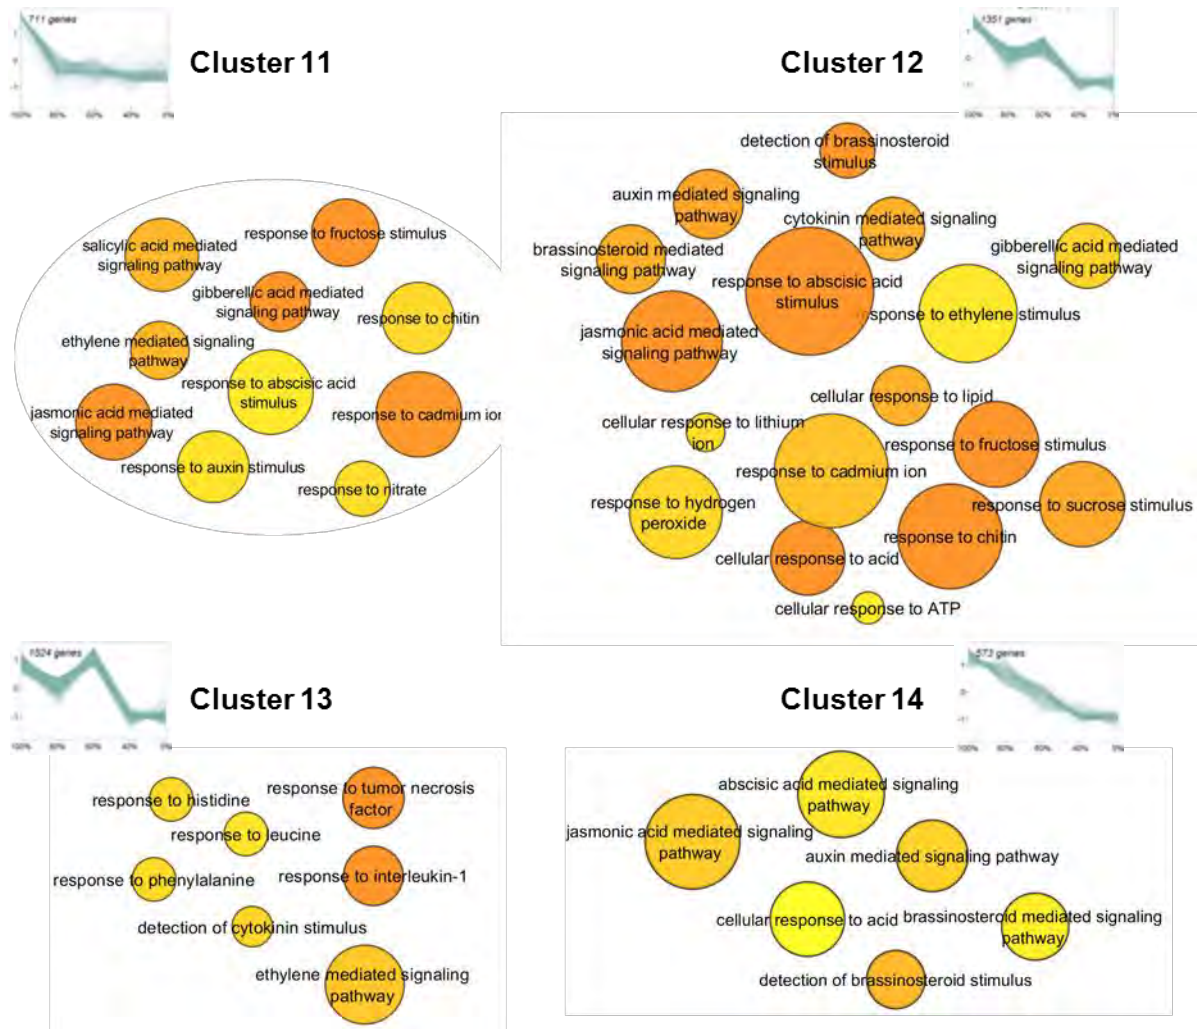 711 genes
Cluster 11
salicylic acid mediated
signaling pathway
response to fructose stimulus
gibberellic acid mediated
signaling pathway
response to chitin
ethylene mediated signaling
pathway
response to abscisic acid
stimulus
jasmonic acid mediated
signaling pathway
response to cadmium ion
response to auxin stimulus
response to nitrate
Cluster 12
1351 genes
detection of brassinosteroid
stimulus
auxin mediated signaling
pathway
cytokinin mediated signaling
pathway
brassinosteroid mediated
signaling pathway
gibberellic acid mediated
signaling pathway
response to abscisic acid
stimulus
esponse to ethylene stimulus
jasmonic acid mediated
signaling pathway
cellular response to lipid
cellular response to lithium
ion
response to fructose stimulus
response to cadmium ion
response to hydrogen
peroxide
response to sucrose stimulus
response to chitin
cellular response to acid
cellular response to ATP
1524 genes
Cluster 13
response to histidine
response to tumor necrosis
factor
response to leucine
response to phenylalanine
response to interleukin-1
detection of cytokinin stimulus
ethylene mediated signaling
pathway
Cluster 14
573 genes
abscisic acid mediated signaling
pathway
jasmonic acid mediated signaling
pathway
auxin mediated signaling pathway
cellular response to acid
brassinosteroid mediated signaling
pathway
detection of brassinosteroid stimulus